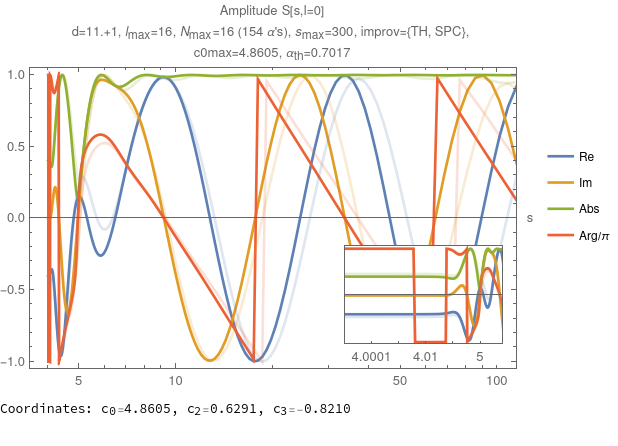 Amplitude S[s,l=0]
d=11.+1, lmax=16, Nmax=16 (154 α's), smax=300, improv={TH, SPC},
c0max=4.8605, αth=0.7017
1.0
0.5
0.0
−0.5
−1.0
s
4.0001 4.01 5
5 10 50 100
Re
Im
Abs
Arg/π
Coordinates: c0=4.8605, c2=0.6291, c3=−0.8210